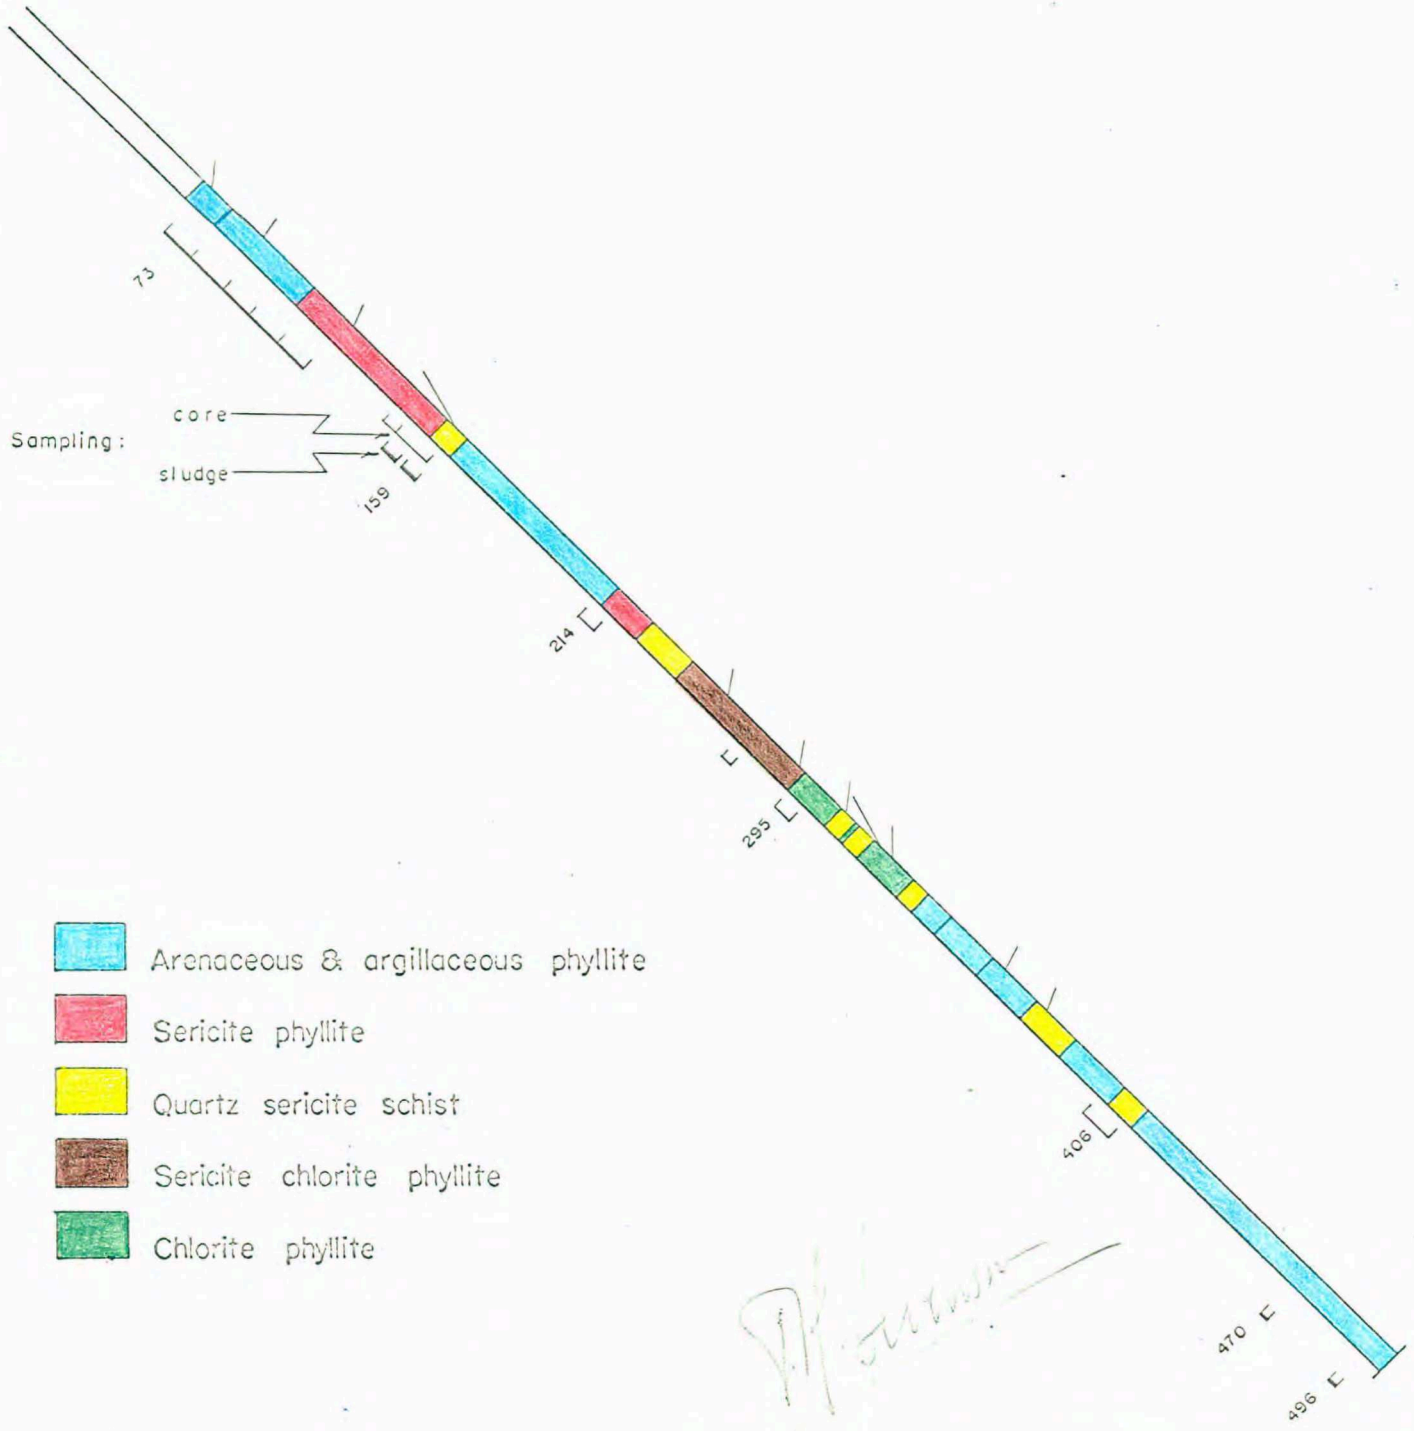 73
core
Sampling:
sludge
159
214
295
Arenaceous & argillaceous phyllite
Sericite phyllite
Quartz sericite schist
Sericite chlorite phyllite
Chlorite phyllite
406
470
496